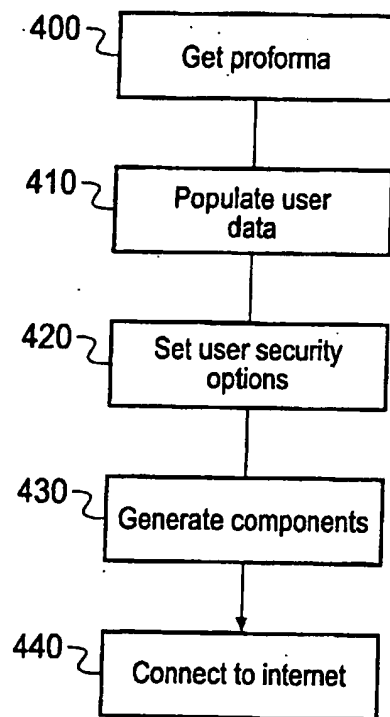 400
Get proforma
410
Populate user
data
420
Set user security
options
430
Generate components
440
Connect to internet